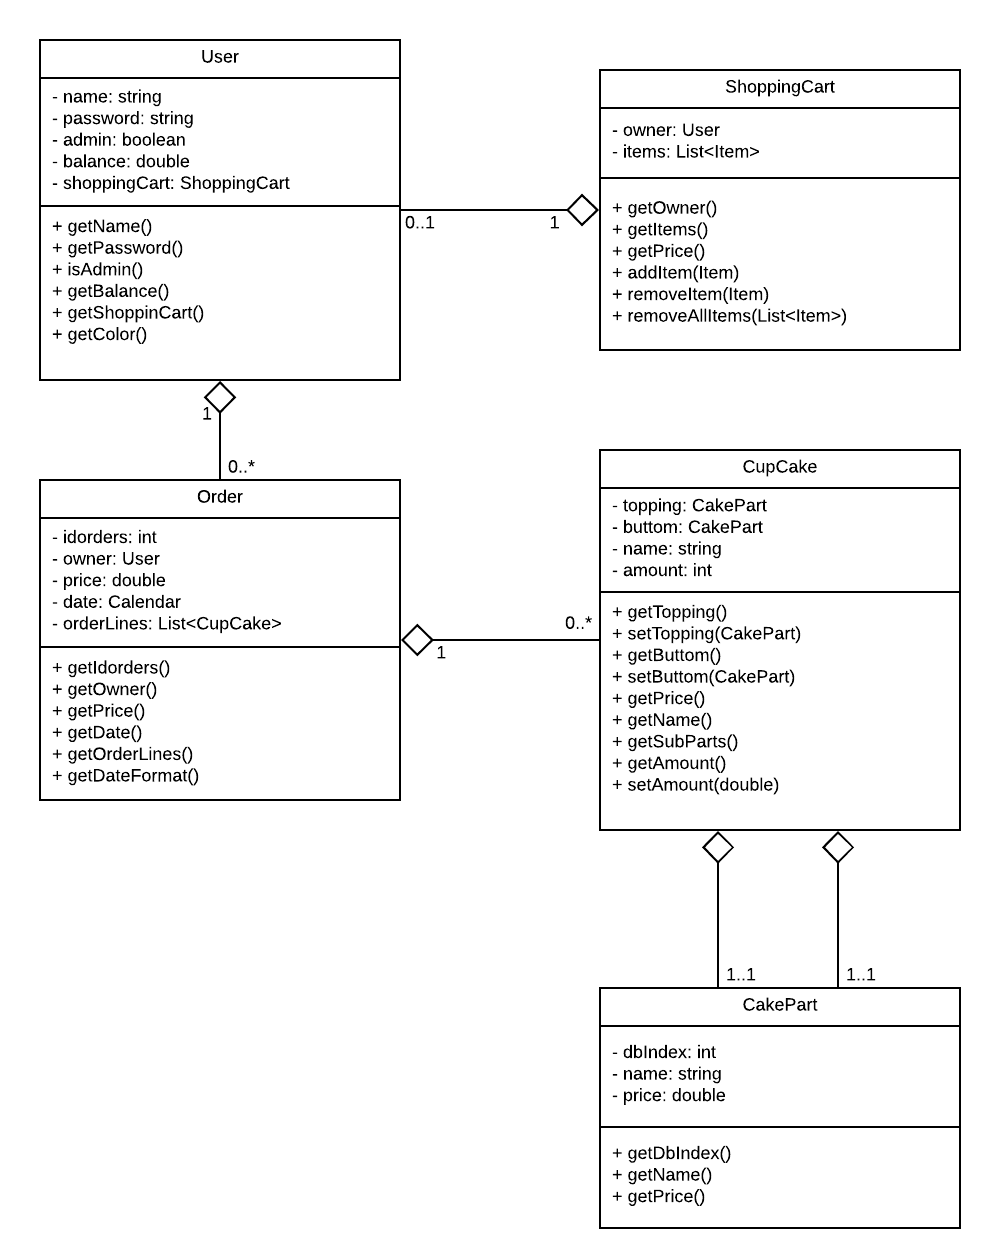 User
- name: string
- password: string
- admin: boolean
- balance: double
- shoppingCart: ShoppingCart
+ getName()
+ getPassword()
+ isAdmin()
+ getBalance()
+ getShoppinCart()
+ getColor()
0..1
1
ShoppingCart
- owner: User
- items: List<Item>
+ getOwner()
+ getItems()
+ getPrice()
+ addItem(Item)
+ removeItem(Item)
+ removeAllItems(List<Item>)
1
0..*
Order
- idorders: int
- owner: User
- price: double
- date: Calendar
- orderLines: List<CupCake>
+ getIdorders()
+ getOwner()
+ getPrice()
+ getDate()
+ getOrderLines()
+ getDateFormat()
1
0..*
CupCake
- topping: CakePart
- buttom: CakePart
- name: string
- amount: int
+ getTopping()
+ setTopping(CakePart)
+ getButtom()
+ setButtom(CakePart)
+ getPrice()
+ getName()
+ getSubParts()
+ getAmount()
+ setAmount(double)
1..1
1..1
CakePart
- dbIndex: int
- name: string
- price: double
+ getDbIndex()
+ getName()
+ getPrice()